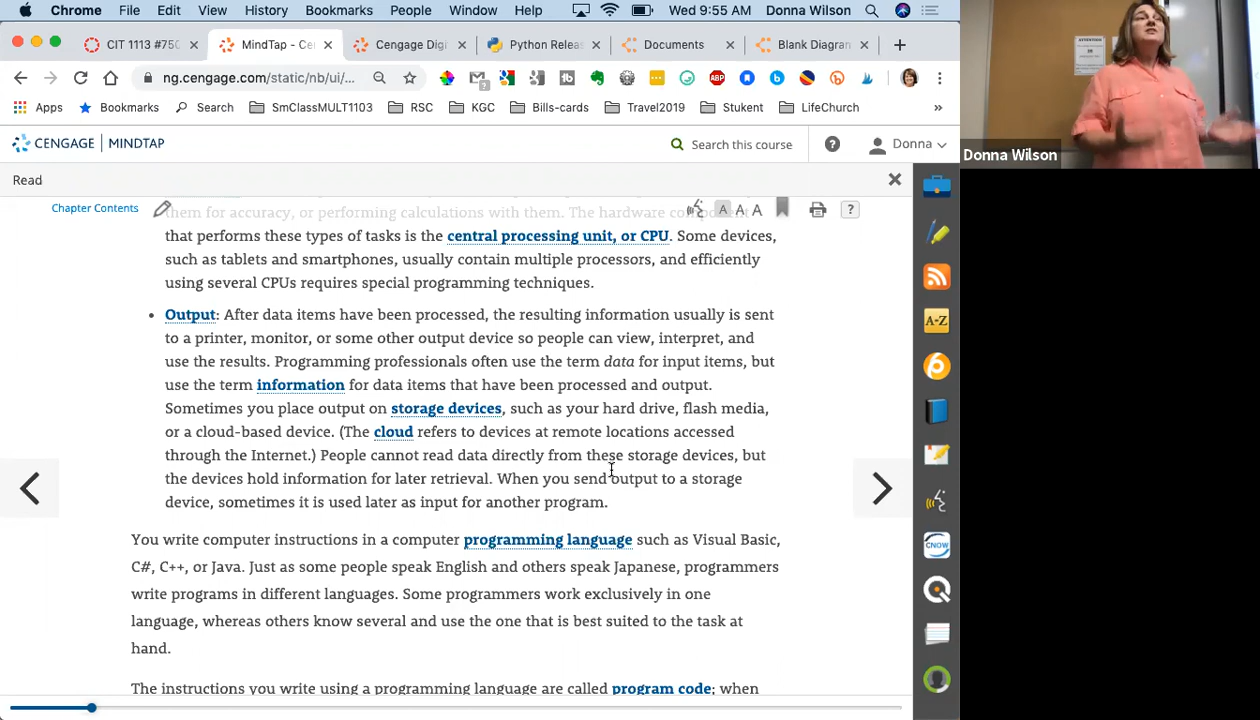 Chrome File Edit View History Bookmarks People Window Help Wed 9:55 AM Donna Wilson
CIT 1113 #750 MindTap - Ce Cengage Digi Python Relea Documents Blank Diagran
ng.cengage.com/static/nb/ui/...
Apps Bookmarks Search SmClassMULT1103 RSC KGC Bills-cards Travel2019 Stukent LifeChurch »
CENGAGE | MINDTAP Search this course ? Donna
Read
Chapter Contents A A A ?
them for accuracy, or performing calculations with them. The hardware component
that performs these types of tasks is the central processing unit, or CPU. Some devices,
such as tablets and smartphones, usually contain multiple processors, and efficiently
using several CPUs requires special programming techniques.
• Output: After data items have been processed, the resulting information usually is sent
to a printer, monitor, or some other output device so people can view, interpret, and
use the results. Programming professionals often use the term data for input items, but
use the term information for data items that have been processed and output.
Sometimes you place output on storage devices, such as your hard drive, flash media,
or a cloud-based device. (The cloud refers to devices at remote locations accessed
through the Internet.) People cannot read data directly from these storage devices, but
the devices hold information for later retrieval. When you send output to a storage
device, sometimes it is used later as input for another program.
You write computer instructions in a computer programming language such as Visual Basic,
C#, C++, or Java. Just as some people speak English and others speak Japanese, programmers
write programs in different languages. Some programmers work exclusively in one
language, whereas others know several and use the one that is best suited to the task at
hand.
The instructions you write using a programming language are called program code; when
ABP
A-Z
CNOW
Donna Wilson